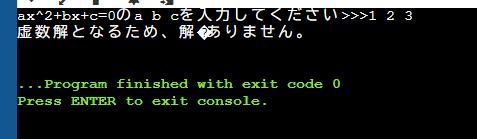 ax^2+bx+c=0のa b cを入力してください>>>1 2 3
虚数解となるため、解�ありません。
...Program finished with exit code 0
Press ENTER to exit console.